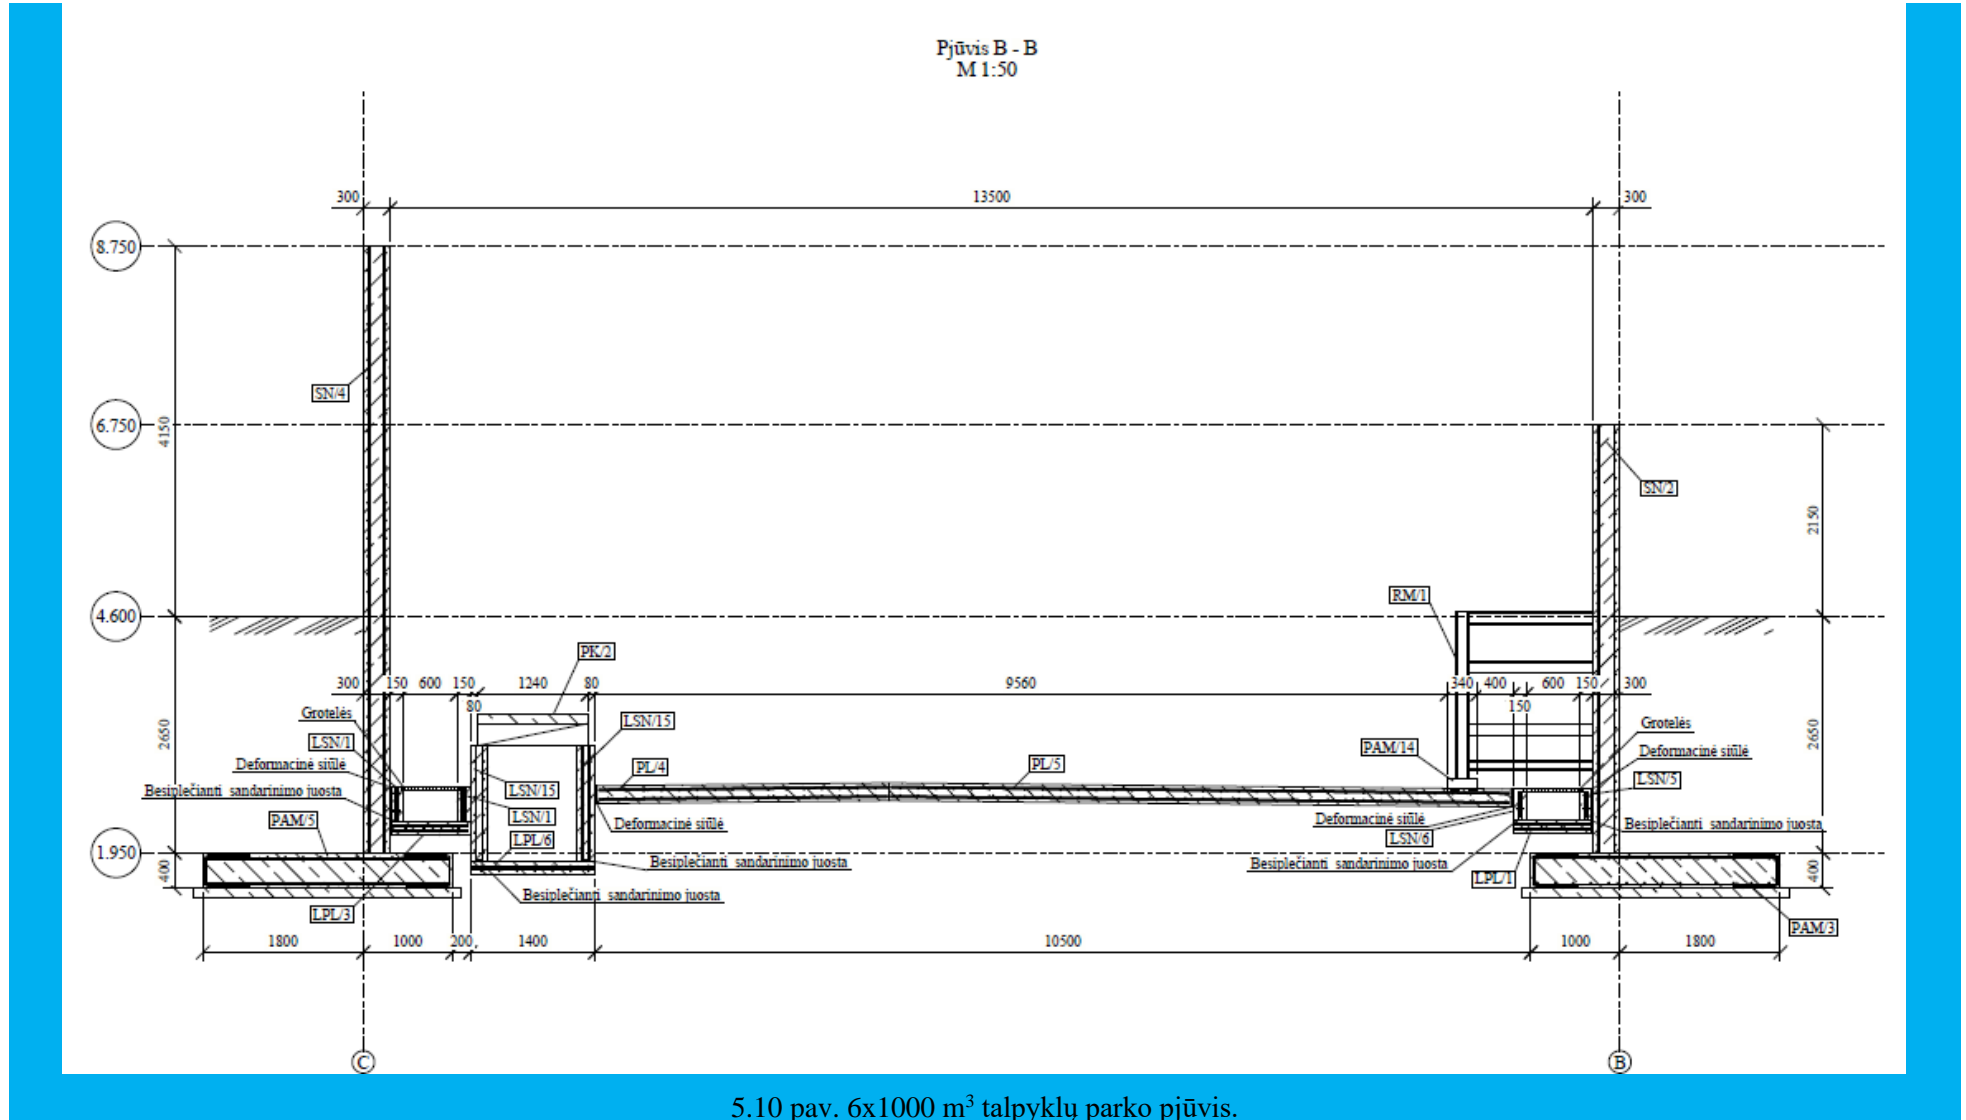 Pjūvis B - B
M 1:50
300
13500
300
8.750
SN/4
6.750
4150
SN/2
2150
RM/1
4.600
PK/2
300 150 600 150 1240 80 9560 340 400 600 150 300
80
150
Grotelės
LSN/15
Grotelės
2650
LSN/1
PAM/14
Deformacinė siūlė
2650
Deformacinė siūlė
PL/4
PL/5
LSN/5
Besiplečianti sandarinimo juosta
LSN/15
PAM/5
LSN/1
Deformacinė siūlė
Deformacinė siūlė
Besiplečianti sandarinimo juosta
LPL/6
LSN/6
1.950
Besiplečianti sandarinimo juosta
Besiplečianti sandarinimo juosta
400
LPL/1
400
Besiplečianti sandarinimo juosta
LPL/3
PAM/3
1800 1000 200 1400 10500 1000 1800
C
B
5.10 pav. 6x1000 m³ talpyklų parko pjūvis.